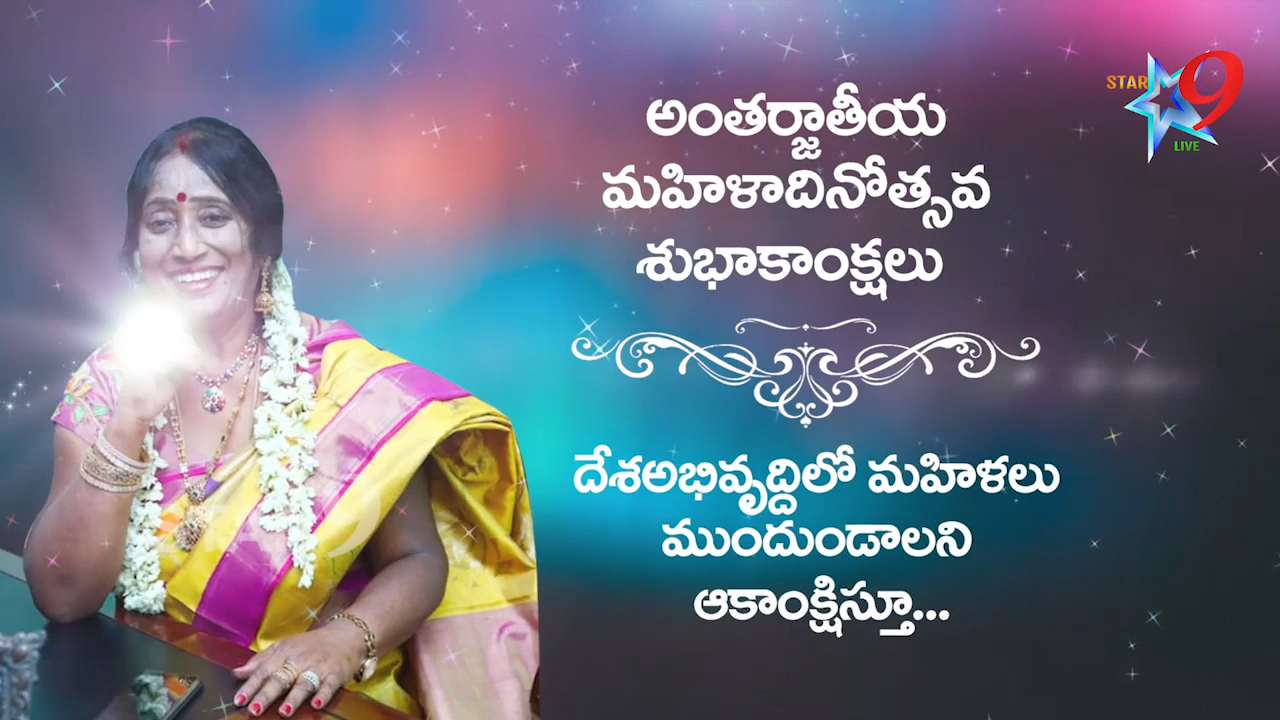 STAR 9
LIVE
అంతర్జాతీయ
మహిళాదినోత్సవ
శుభాకాంక్షలు
దేశఅభివృద్దిలో మహిళలు
ముందుండాలని
ఆకాంక్షిస్తూ...